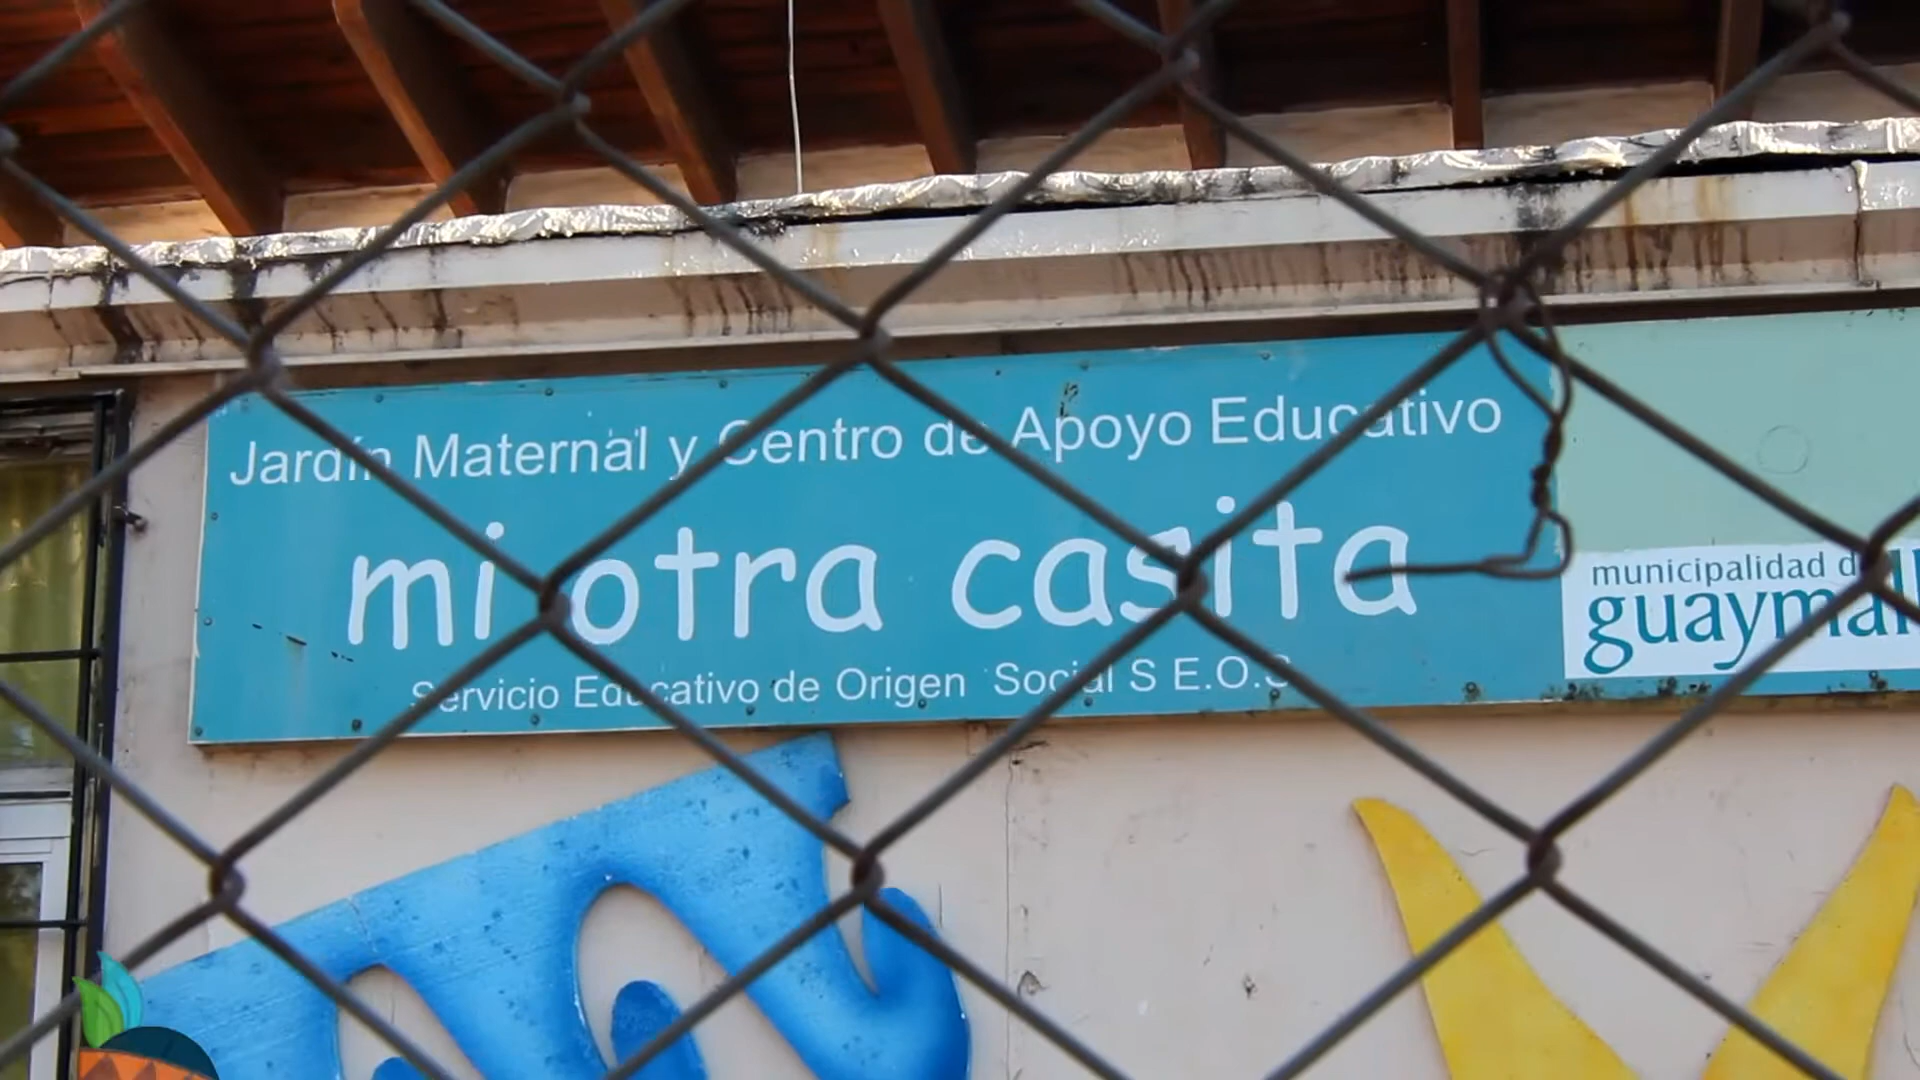 Jardín Maternal y Centro de Apoyo Educativo
mi otra casita
Servicio Educativo de Origen Social S E.O.S
municipalidad de
guaymall